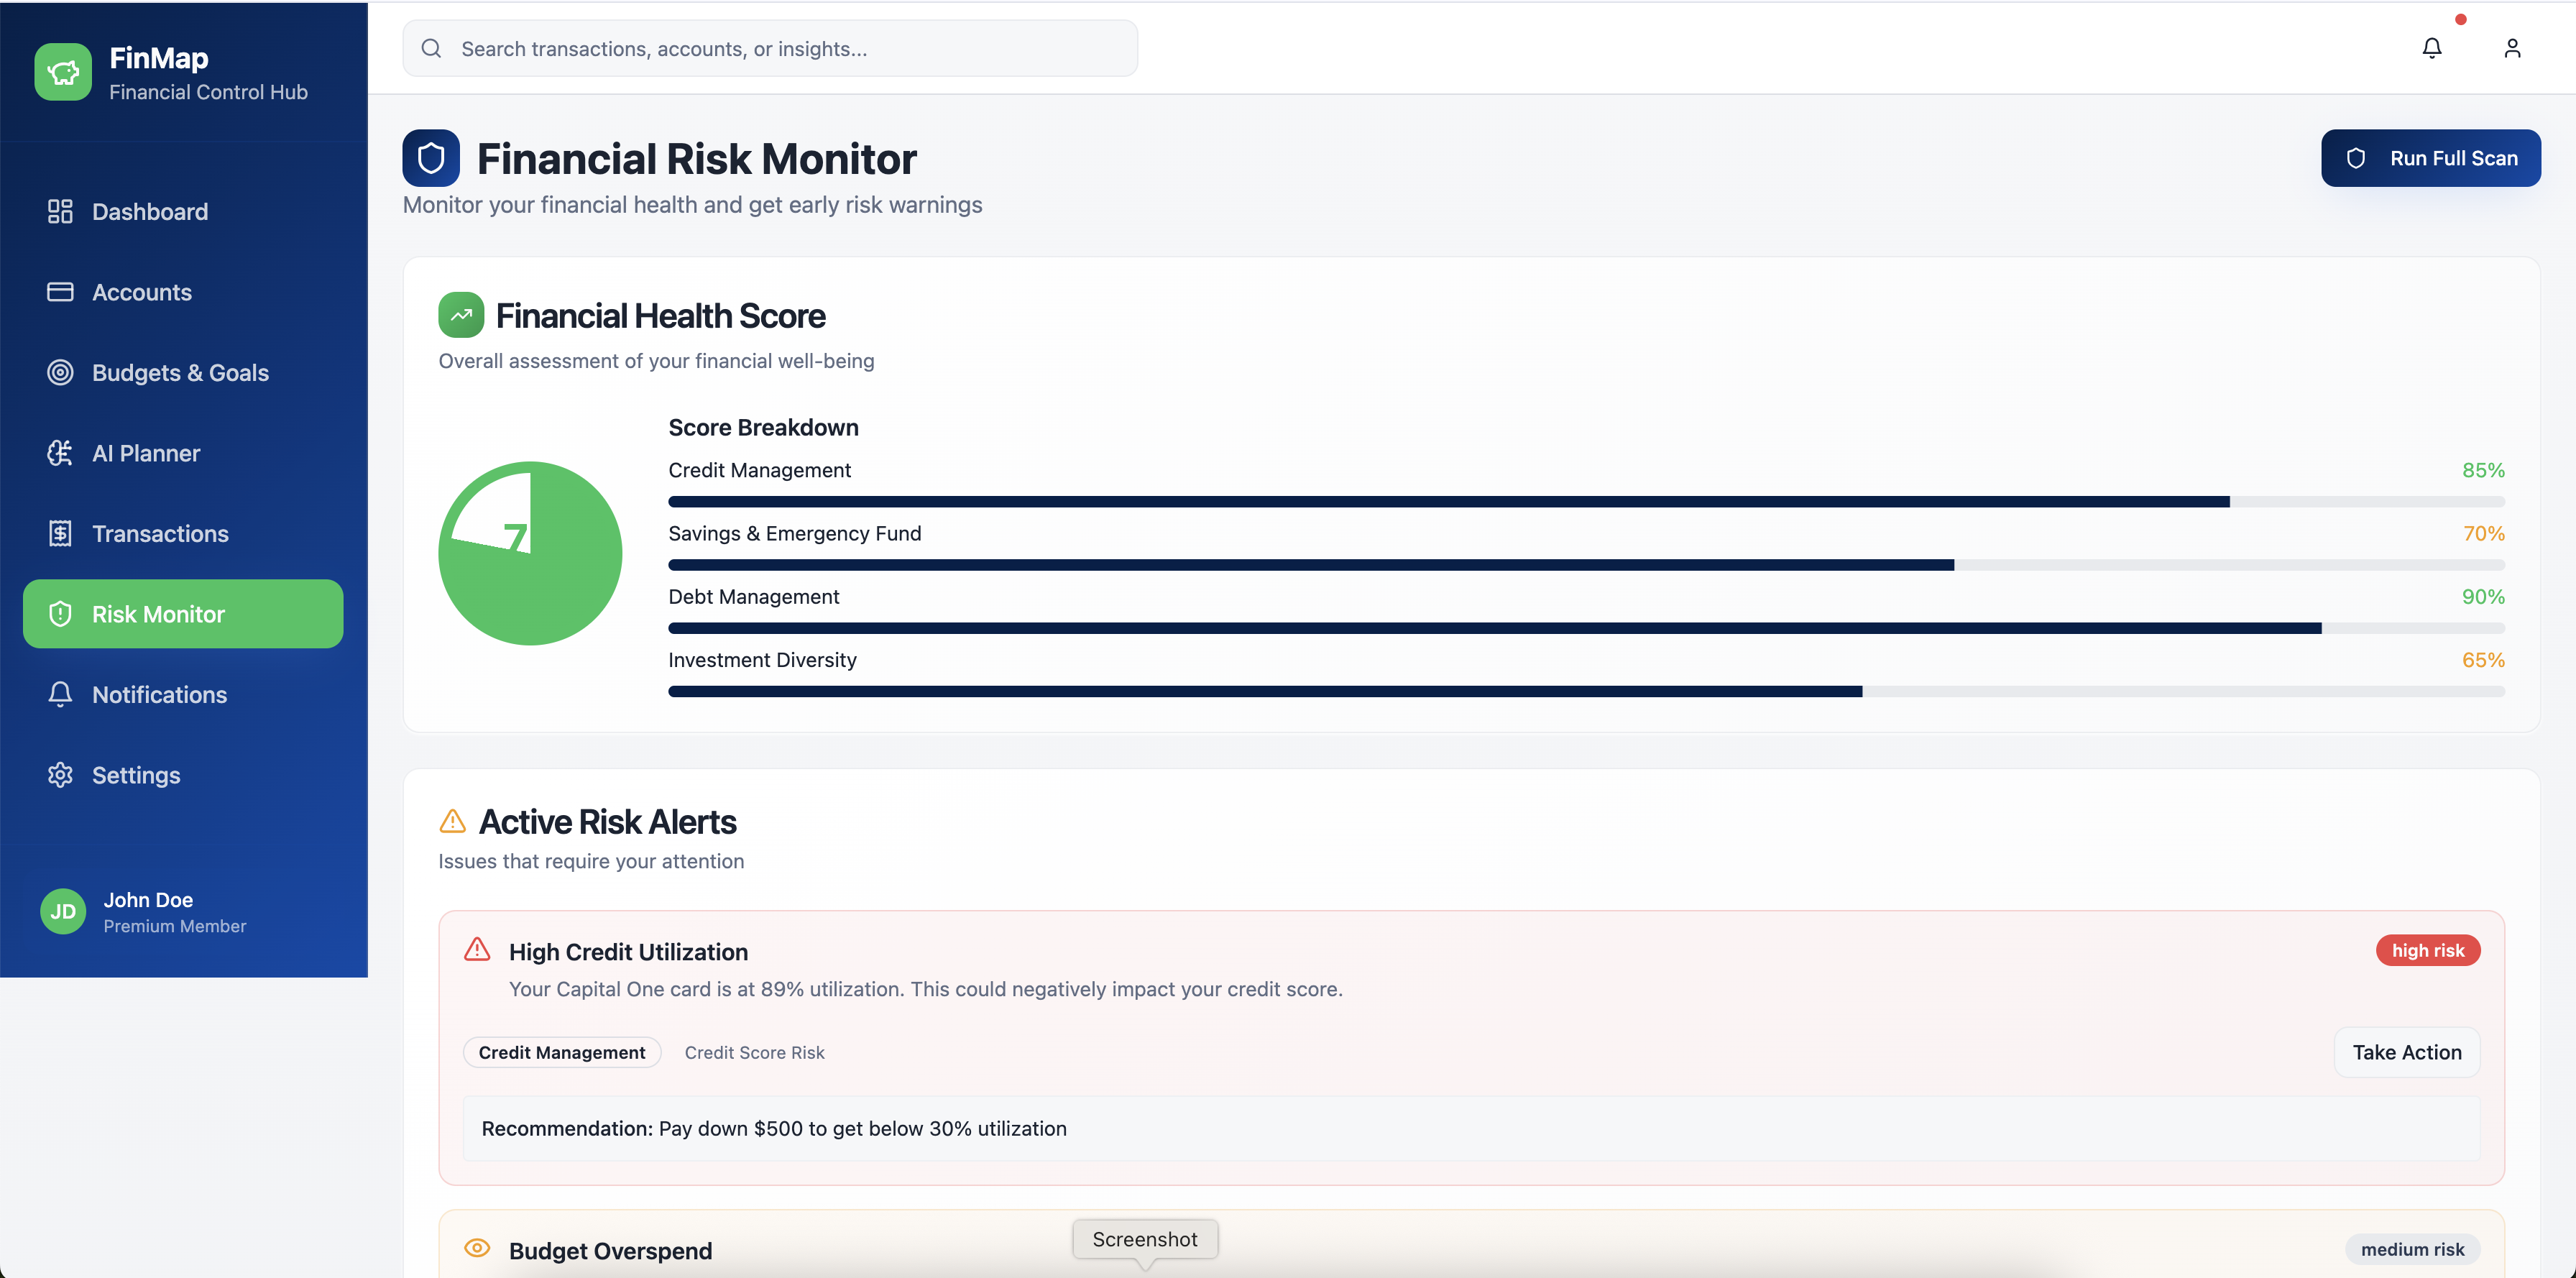 FinMap
Financial Control Hub
Search transactions, accounts, or insights...
Dashboard
Accounts
Budgets & Goals
AI Planner
Transactions
Risk Monitor
Notifications
Settings
JD
John Doe
Premium Member
Financial Risk Monitor
Monitor your financial health and get early risk warnings
Run Full Scan
Financial Health Score
Overall assessment of your financial well-being
7
Score Breakdown
Credit Management 85%
Savings & Emergency Fund 70%
Debt Management 90%
Investment Diversity 65%
Active Risk Alerts
Issues that require your attention
High Credit Utilization high risk
Your Capital One card is at 89% utilization. This could negatively impact your credit score.
Credit Management Credit Score Risk Take Action
Recommendation: Pay down $500 to get below 30% utilization
Budget Overspend medium risk
Screenshot